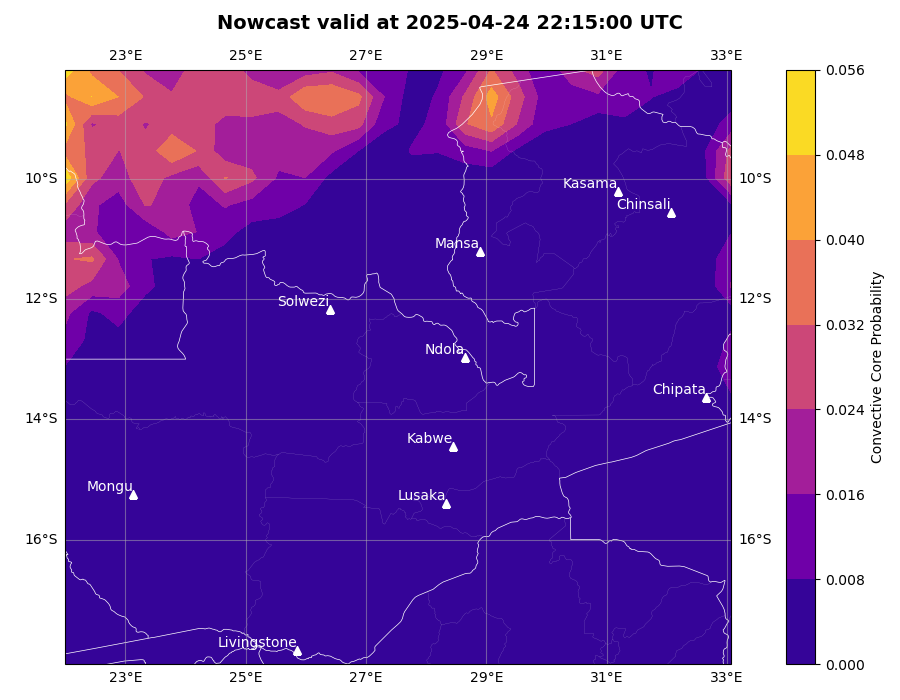 Nowcast valid at 2025-04-24 22:15:00 UTC
23°E 25°E 27°E 29°E 31°E 33°E
0.056
0.048
10°S 10°S
Kasama
Chinsali
0.040
Mansa
12°S 12°S
Solwezi
0.032
Ndola
Chipata
14°S 14°S
0.024
Kabwe
Mongu
Lusaka
0.016
16°S 16°S
0.008
Livingstone
0.000
23°E 25°E 27°E 29°E 31°E 33°E
Convective Core Probability